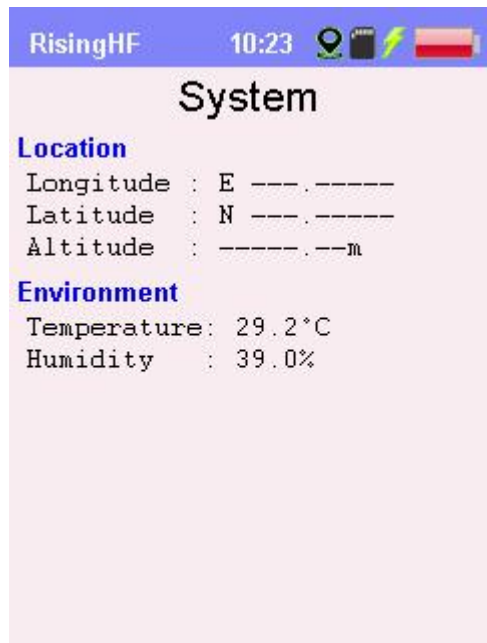 RisingHF 10:23
System
Location
Longitude : E ---.-----
Latitude : N ---.-----
Altitude : -----.--m
Environment
Temperature: 29.2°C
Humidity : 39.0%